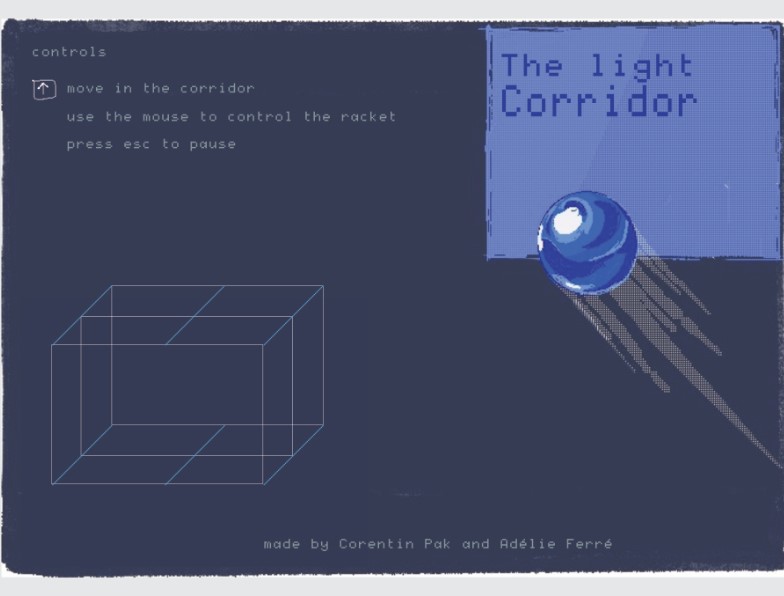 controls
↑ move in the corridor
use the mouse to control the racket
press esc to pause
The light
Corridor
made by Corentin Pak and Adélie Ferré